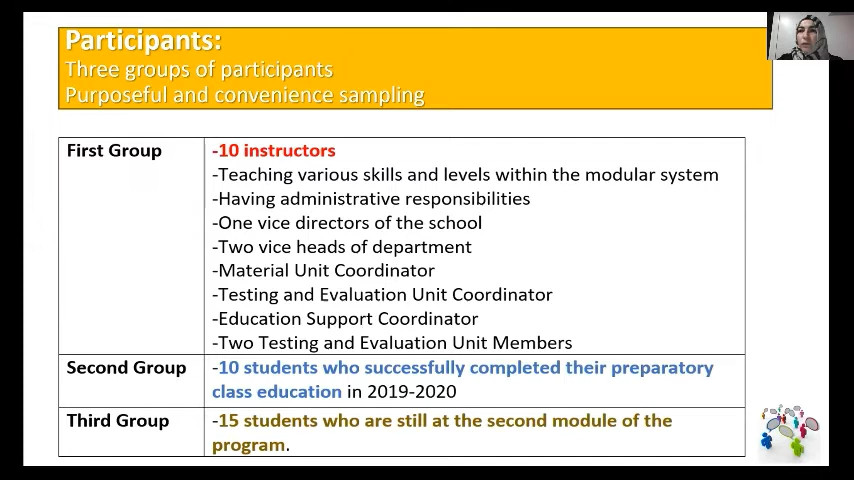 Participants:
Three groups of participants
Purposeful and convenience sampling
First Group
-10 instructors
-Teaching various skills and levels within the modular system
-Having administrative responsibilities
-One vice directors of the school
-Two vice heads of department
-Material Unit Coordinator
-Testing and Evaluation Unit Coordinator
-Education Support Coordinator
-Two Testing and Evaluation Unit Members
Second Group
-10 students who successfully completed their preparatory
class education in 2019-2020
Third Group
-15 students who are still at the second module of the
program.